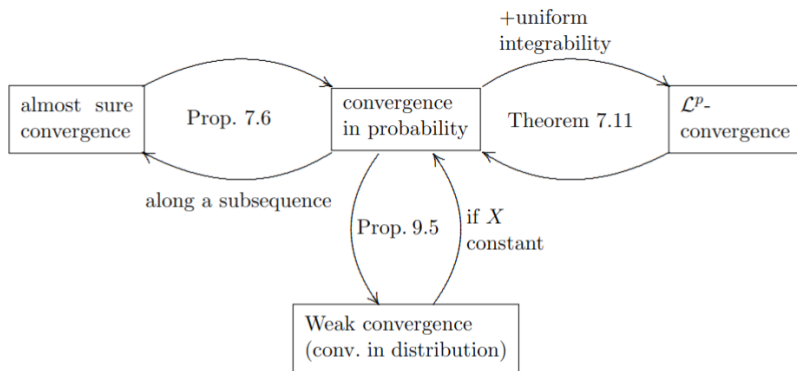 +uniform
integrability
almost sure
convergence
Prop. 7.6
convergence
in probability
Theorem 7.11
ℒᵖ-
convergence
along a subsequence
Prop. 9.5
if X
constant
Weak convergence
(conv. in distribution)